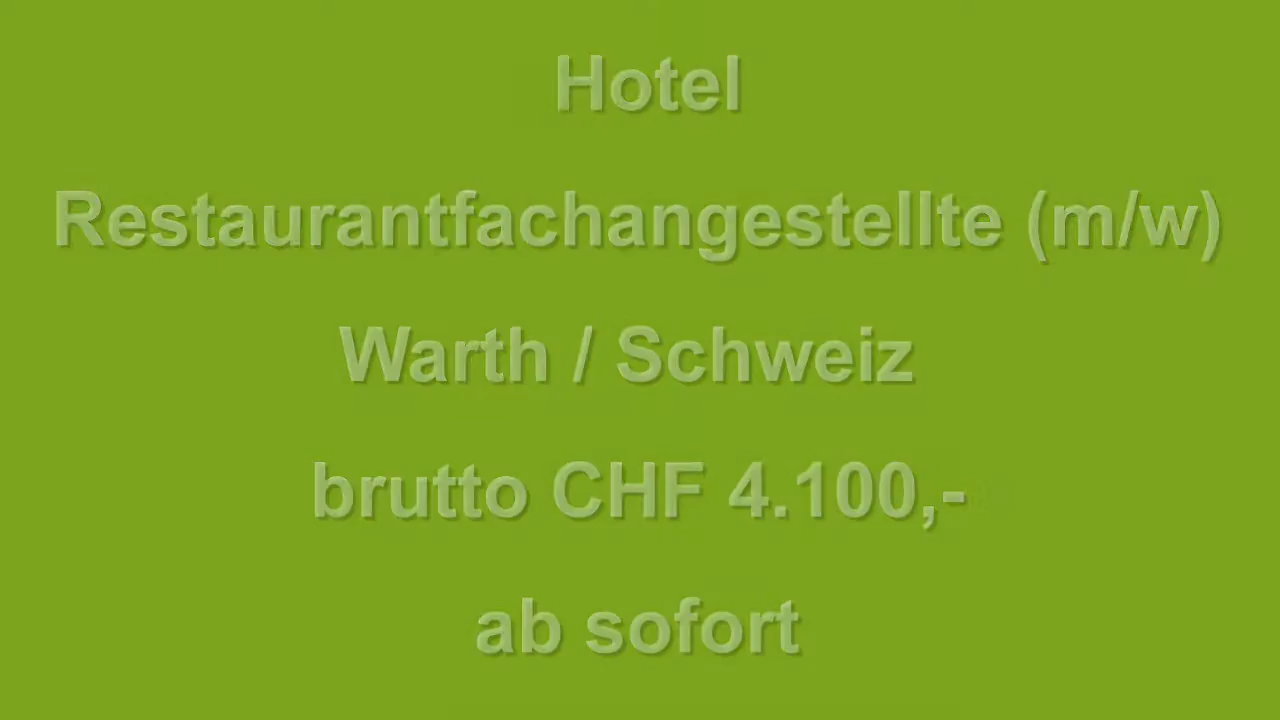 Hotel
Restaurantfachangestellte (m/w)
Warth / Schweiz
brutto CHF 4.100,-
ab sofort